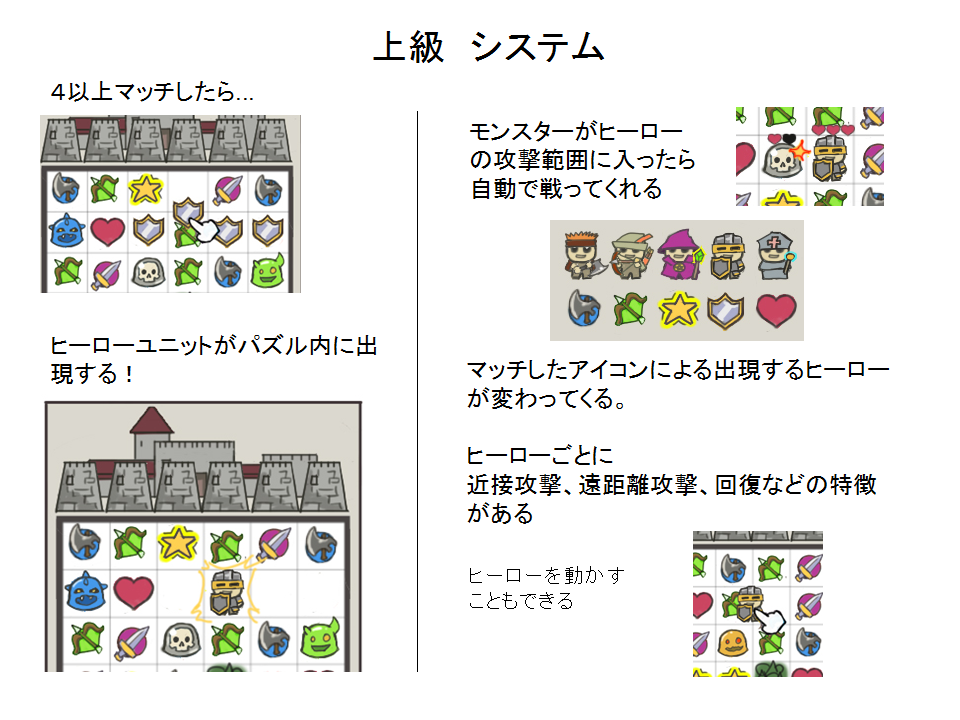 上級　システム
４以上マッチしたら...
ヒーローユニットがパズル内に出
現する！
モンスターがヒーロー
の攻撃範囲に入ったら
自動で戦ってくれる
マッチしたアイコンによる出現するヒーロー
が変わってくる。
ヒーローごとに
近接攻撃、遠距離攻撃、回復などの特徴
がある
ヒーローを動かす
こともできる